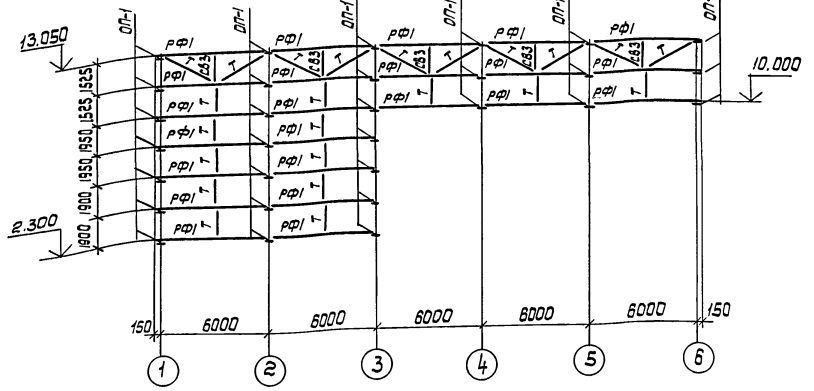 ОП-1 ОП-1 ОП-1 ОП-1 ОП-1 ОП-1
13.050
РФ1 РФ1 РФ1 РФ1 РФ1
РФ1 СВ3 Т РФ1 СВ3 Т РФ1 СВ3 Т РФ1 СВ3 Т РФ1 СВ3 Т
10.000
1525
РФ1 Т РФ1 Т РФ1 Т РФ1 Т РФ1 Т
1525
РФ1 Т РФ1 Т
1950
РФ1 Т РФ1 Т
1950
РФ1 Т РФ1 Т
1900
РФ1 Т РФ1 Т
1900
2.300
150 6000 6000 6000 6000 6000 150
1 2 3 4 5 6